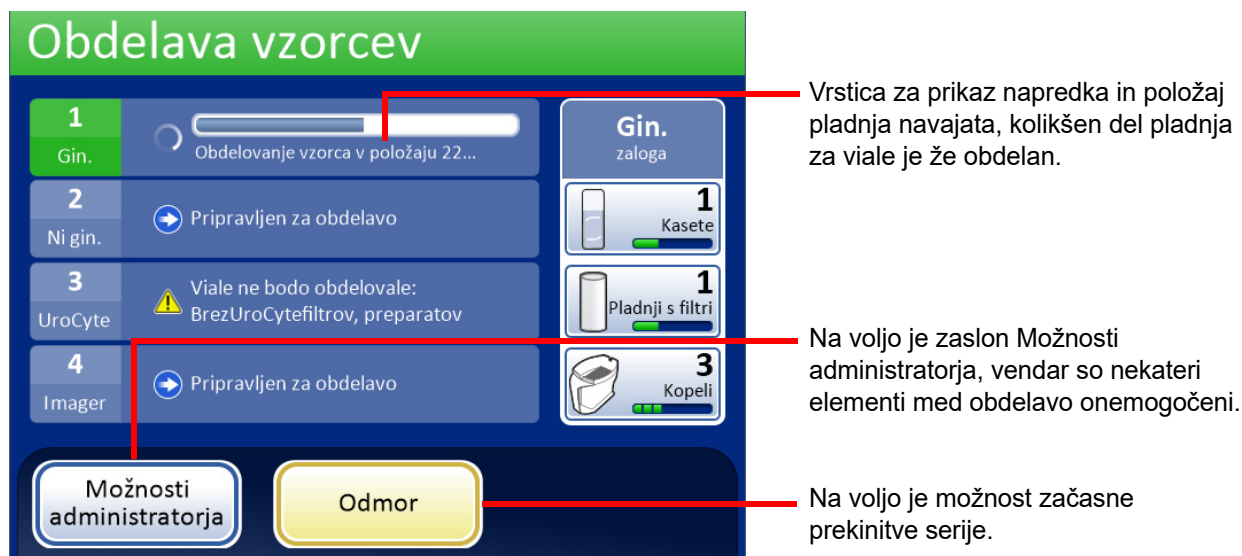 Obdelava vzorcev
1
Gin.
Obdelovanje vzorca v položaju 22...
2
Ni gin.
Pripravljen za obdelavo
3
UroCyte
Viale ne bodo obdelovale:
BrezUroCytefiltrov, preparatov
4
Imager
Pripravljen za obdelavo
Gin.
zaloga
1
Kasete
1
Pladnji s filtri
3
Kopeli
Možnosti
administratorja
Odmor
Vrstica za prikaz napredka in položaj
pladnja navajata, kolikšen del pladnja
za viale je že obdelan.
Na voljo je zaslon Možnosti
administratorja, vendar so nekateri
elementi med obdelavo onemogočeni.
Na voljo je možnost začasne
prekinitve serije.